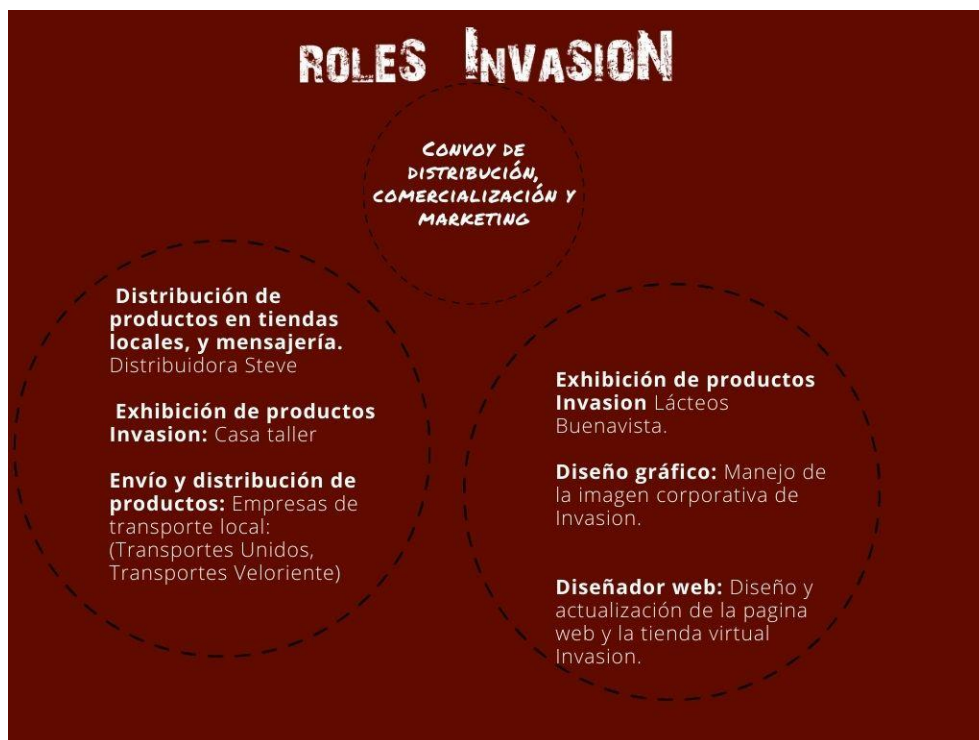 ROLES INVASION
CONVOY DE
DISTRIBUCIÓN,
COMERCIALIZACIÓN Y
MARKETING
Distribución de
productos en tiendas
locales, y mensajería.
Distribuidora Steve
Exhibición de productos
Invasion: Casa taller
Envío y distribución de
productos: Empresas de
transporte local:
(Transportes Unidos,
Transportes Veloriente)
Exhibición de productos
Invasion Lácteos
Buenavista.
Diseño gráfico: Manejo de
la imagen corporativa de
Invasion.
Diseñador web: Diseño y
actualización de la pagina
web y la tienda virtual
Invasion.